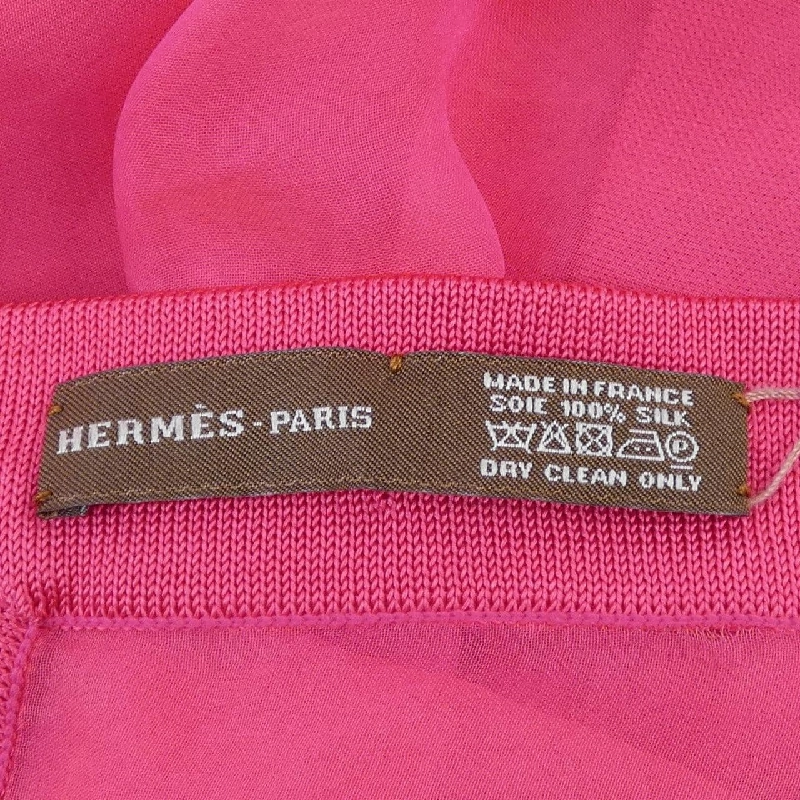 HERMÈS-PARIS
MADE IN FRANCE
SOIE 100% SILK
P
DRY CLEAN ONLY